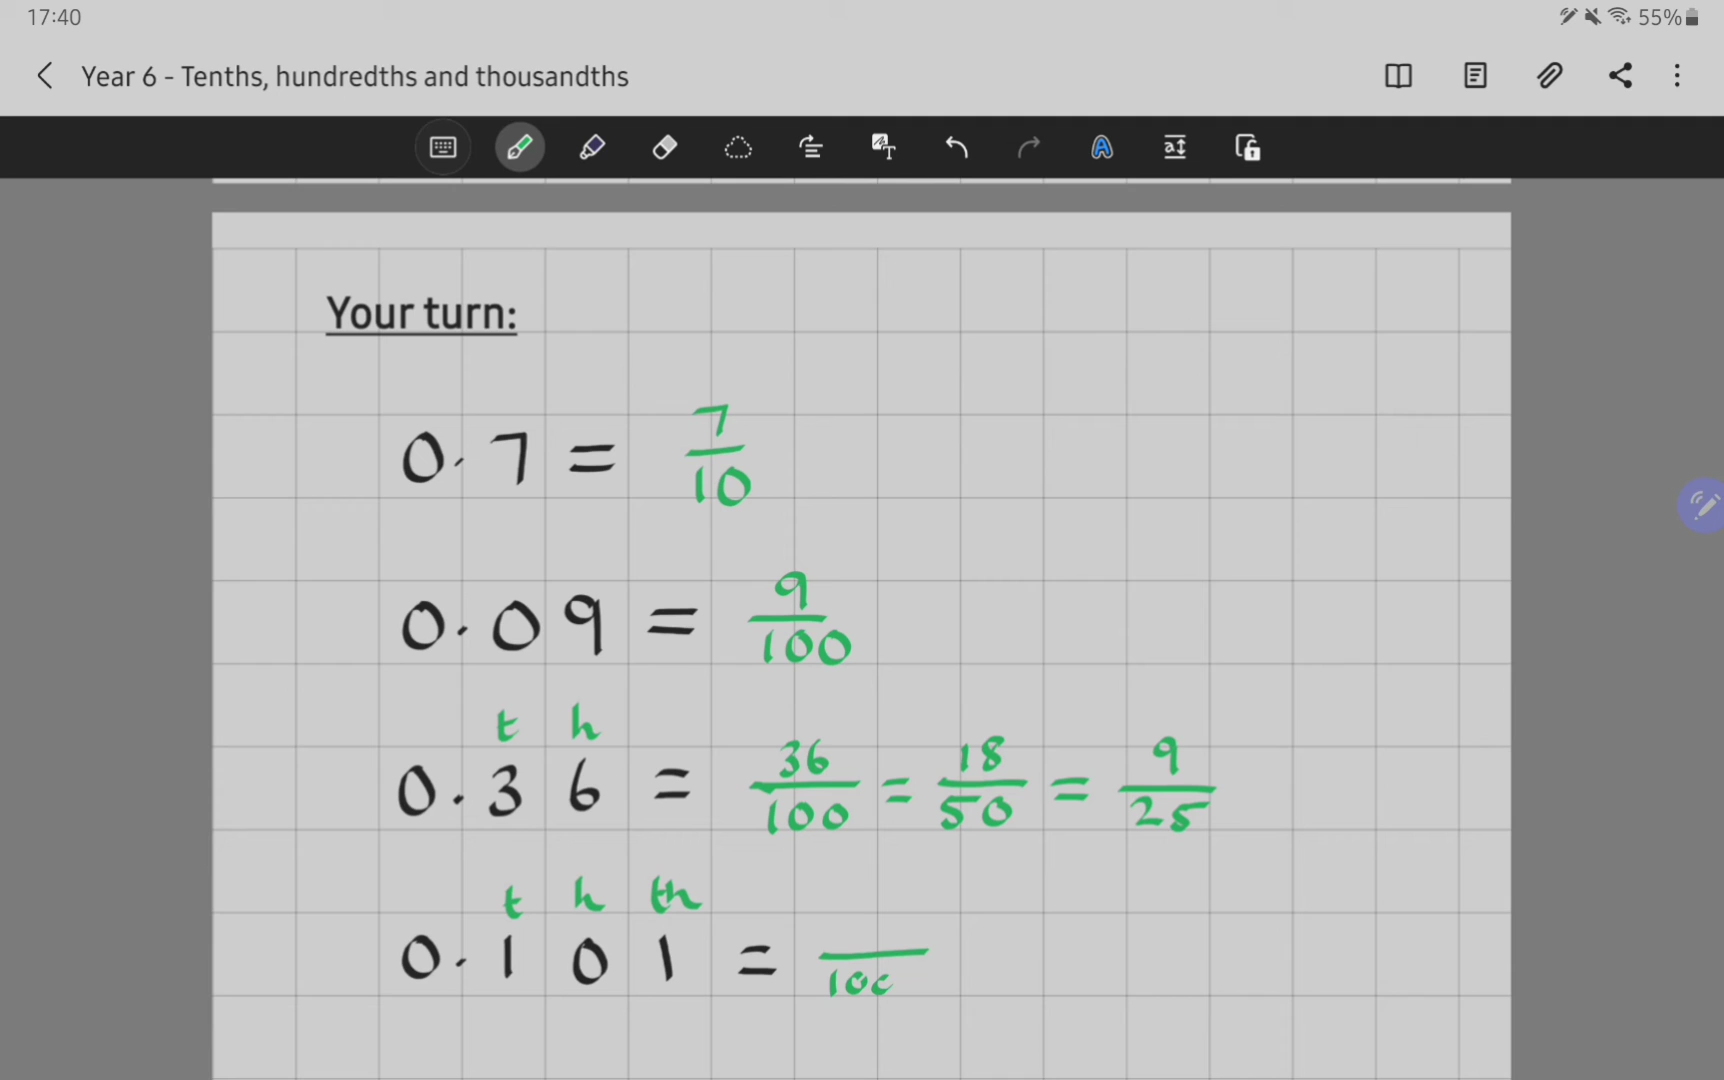 17:40 55%
Year 6 - Tenths, hundredths and thousandths
Your turn:
0.7 = 7/10
0.09 = 9/100
t h
0.36 = 36/100 = 18/50 = 9/25
t h th
0.101 = /100